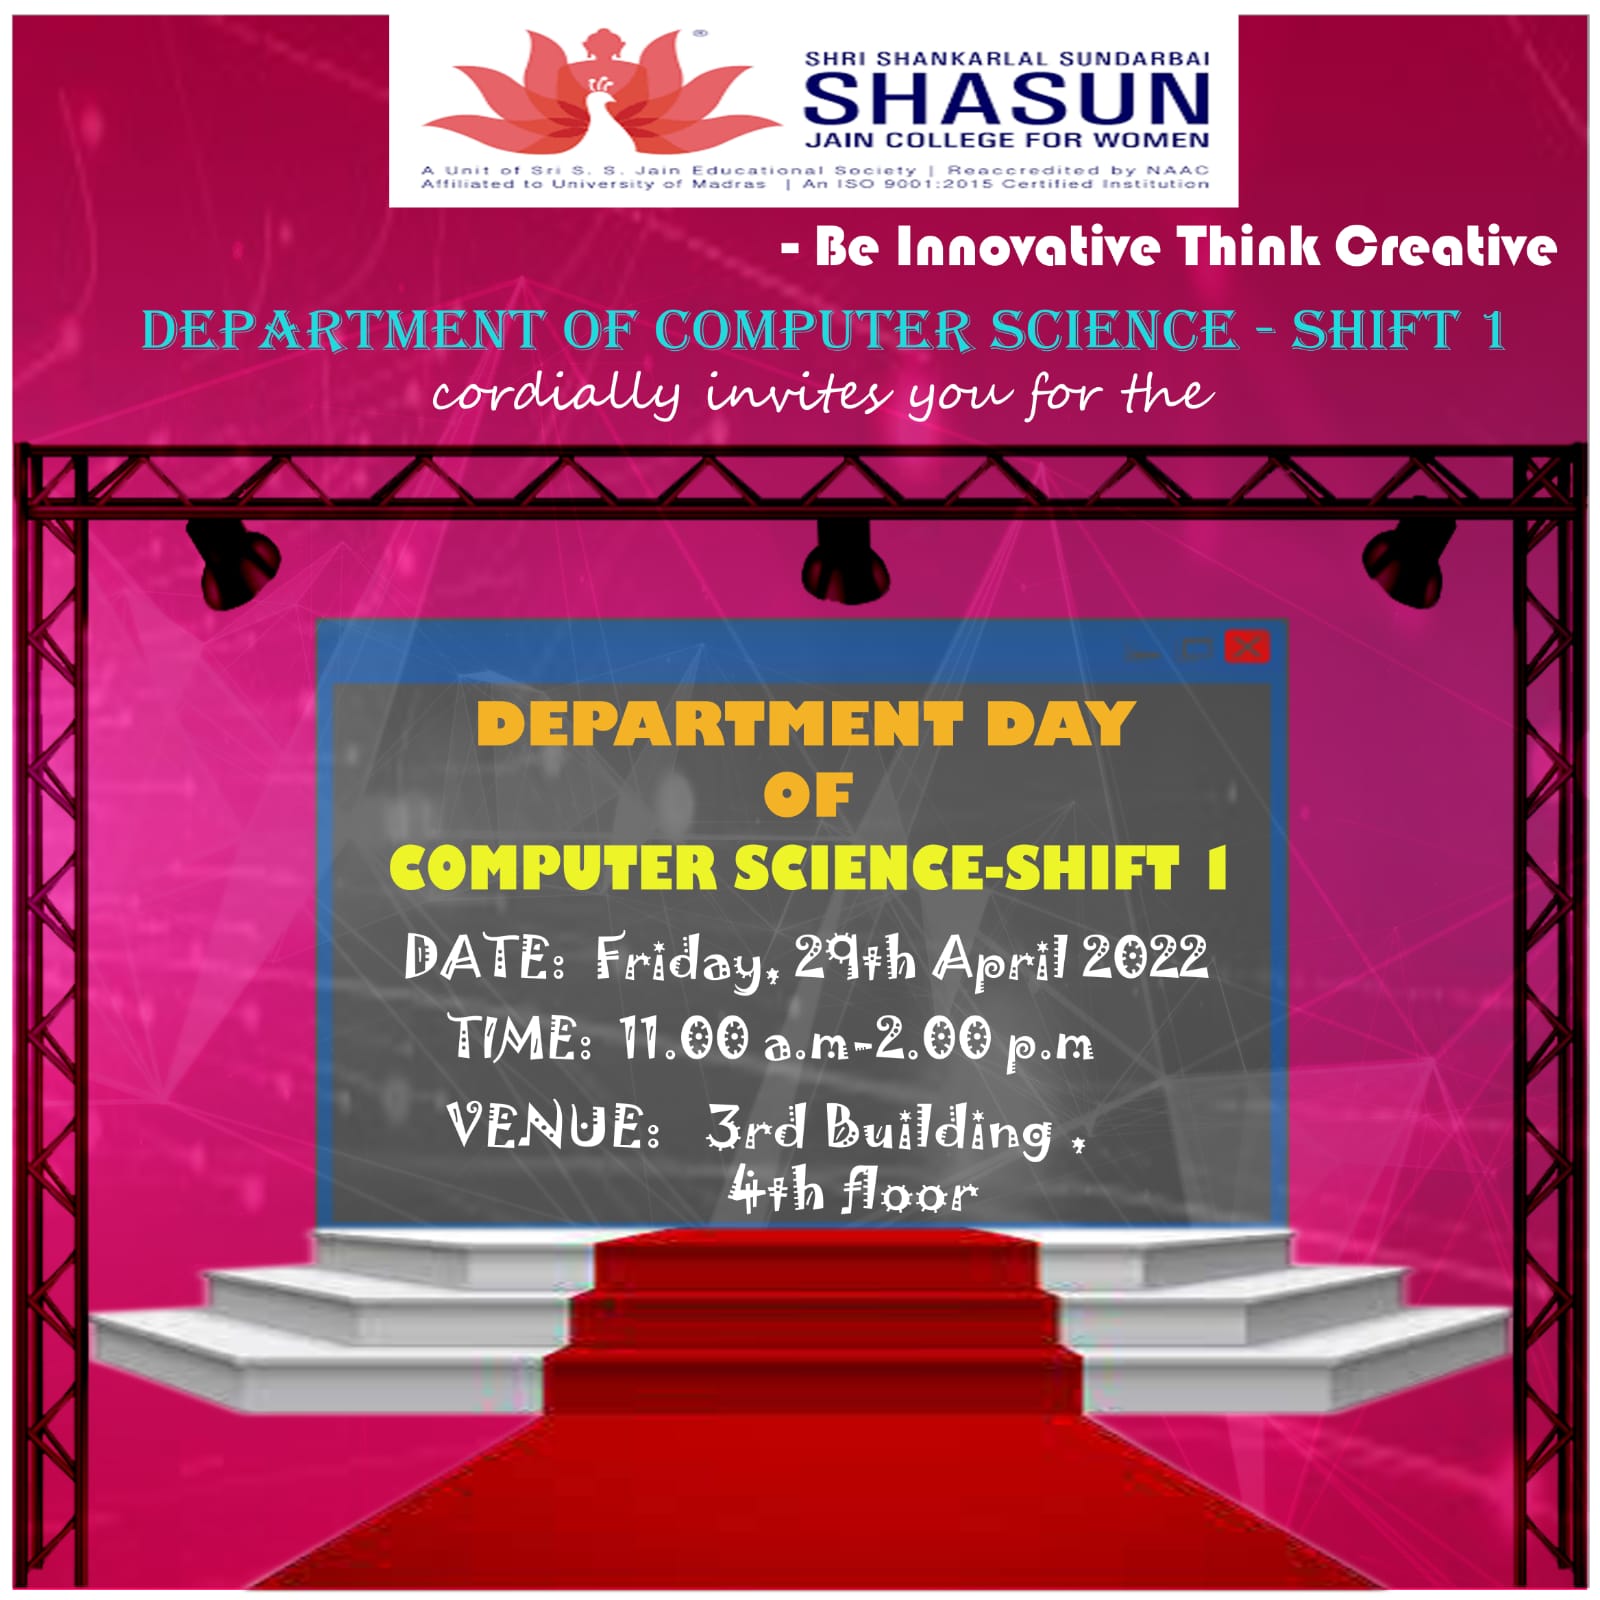 ®
SHRI SHANKARLAL SUNDARBAI
SHASUN
JAIN COLLEGE FOR WOMEN
A Unit of Sri S. S. Jain Educational Society | Reaccredited by NAAC
Affiliated to University of Madras | An ISO 9001:2015 Certified Institution
- Be Innovative Think Creative
DEPARTMENT OF COMPUTER SCIENCE - SHIFT 1
cordially invites you for the
DEPARTMENT DAY
OF
COMPUTER SCIENCE-SHIFT 1
DATE: Friday, 29th April 2022
TIME: 11.00 a.m-2.00 p.m
VENUE: 3rd Building ,
4th floor